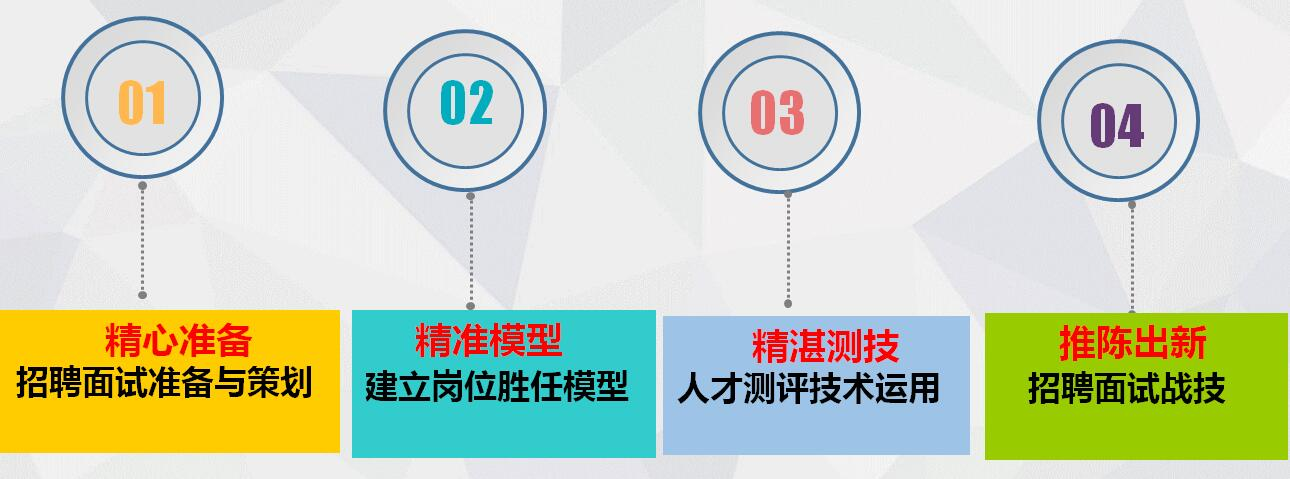 01
02
03
04
精心准备
招聘面试准备与策划
精准模型
建立岗位胜任模型
精湛测技
人才测评技术运用
推陈出新
招聘面试战技